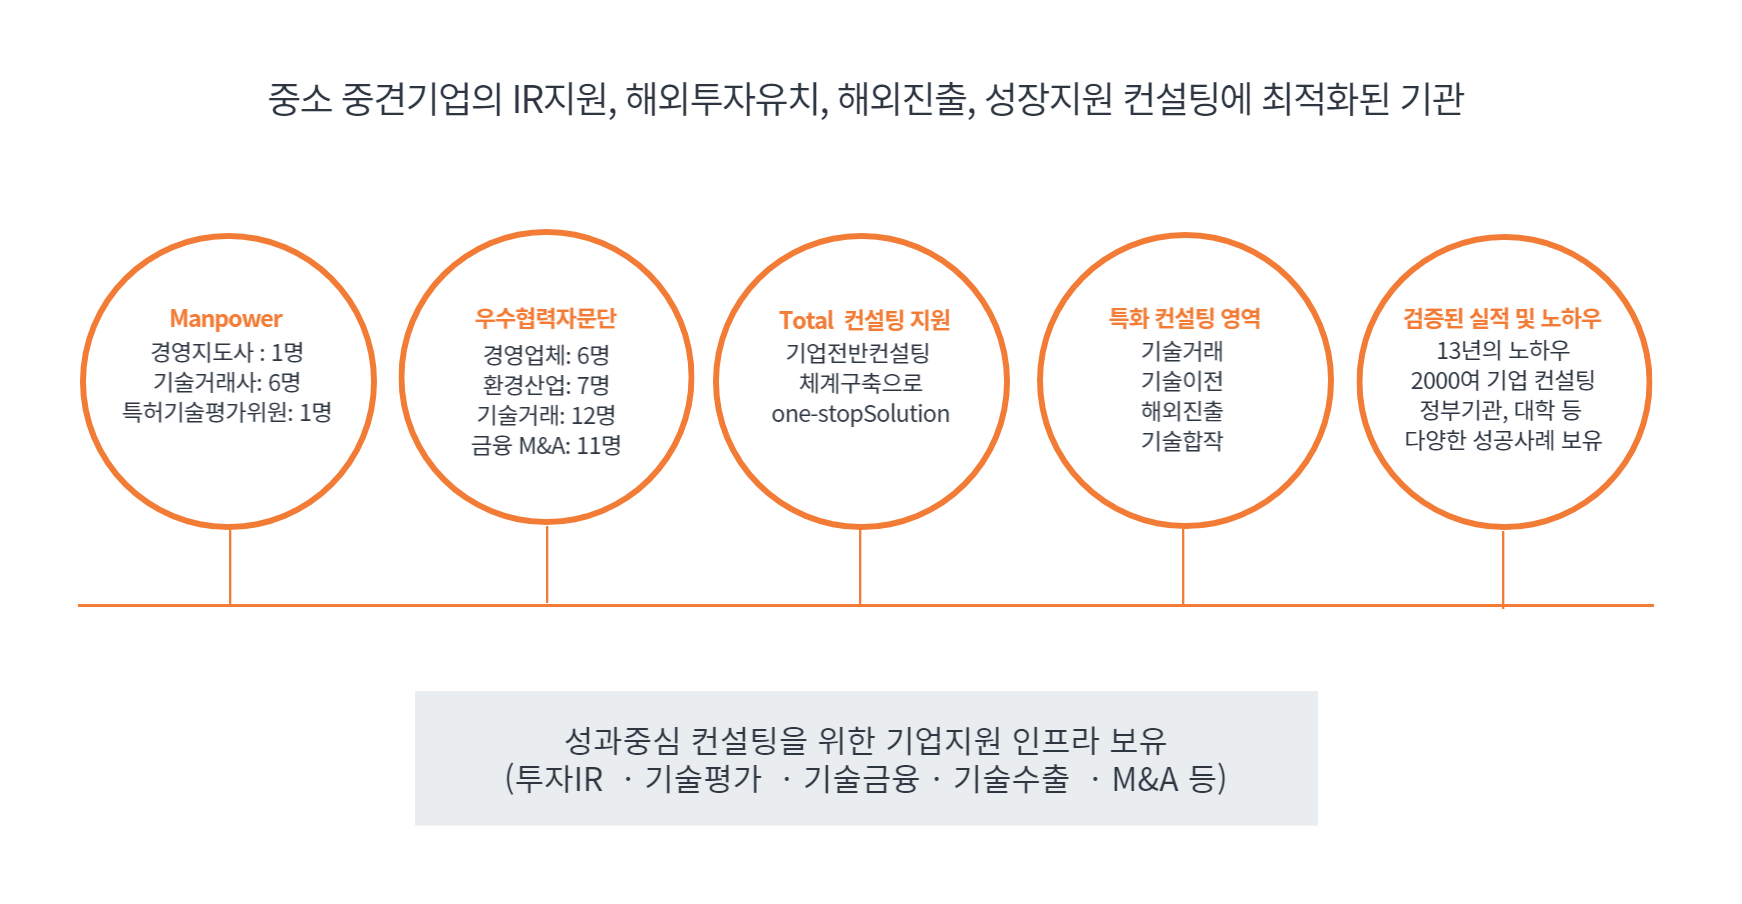 중소 중견기업의 IR지원, 해외투자유치, 해외진출, 성장지원 컨설팅에 최적화된 기관
Manpower
경영지도사 : 1명
기술거래사: 6명
특허기술평가위원: 1명
우수협력자문단
경영업체: 6명
환경산업: 7명
기술거래: 12명
금융 M&A: 11명
Total 컨설팅 지원
기업전반컨설팅
체계구축으로
one-stopSolution
특화 컨설팅 영역
기술거래
기술이전
해외진출
기술합작
검증된 실적 및 노하우
13년의 노하우
2000여 기업 컨설팅
정부기관, 대학 등
다양한 성공사례 보유
성과중심 컨설팅을 위한 기업지원 인프라 보유
(투자IR · 기술평가 · 기술금융 · 기술수출 · M&A 등)